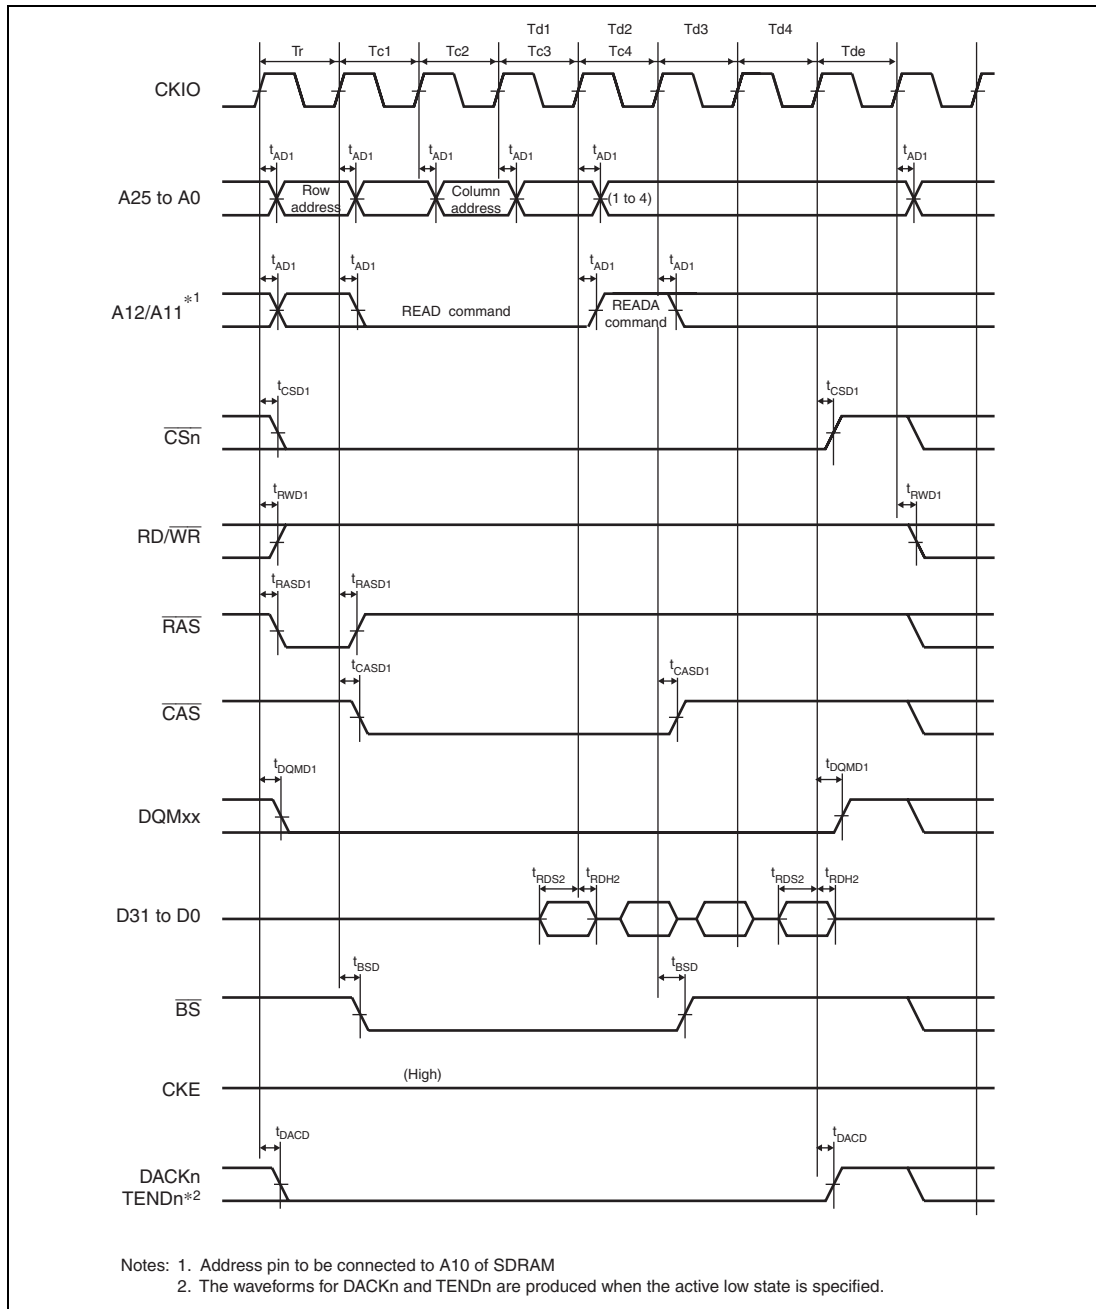 Td1 Td2 Td3 Td4
Tr Tc1 Tc2 Tc3 Tc4 Tde
CKIO
tAD1 tAD1 tAD1 tAD1 tAD1 tAD1
A25 to A0
Row address
Column address
(1 to 4)
tAD1 tAD1 tAD1 tAD1
A12/A11*1
READ command
READA command
tCSD1 tCSD1
CSn
tRWD1 tRWD1
RD/WR
tRASD1 tRASD1
RAS
tCASD1 tCASD1
CAS
tDQMD1 tDQMD1
DQMxx
tRDS2 tRDH2 tRDS2 tRDH2
D31 to D0
tBSD tBSD
BS
(High)
CKE
tDACD tDACD
DACKn
TENDn*2
Notes: 1. Address pin to be connected to A10 of SDRAM
2. The waveforms for DACKn and TENDn are produced when the active low state is specified.